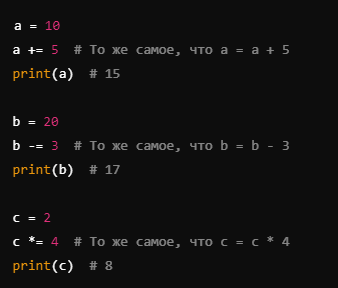 a = 10
a += 5  # То же самое, что a = a + 5
print(a)  # 15

b = 20
b -= 3  # То же самое, что b = b - 3
print(b)  # 17

c = 2
c *= 4  # То же самое, что c = c * 4
print(c)  # 8